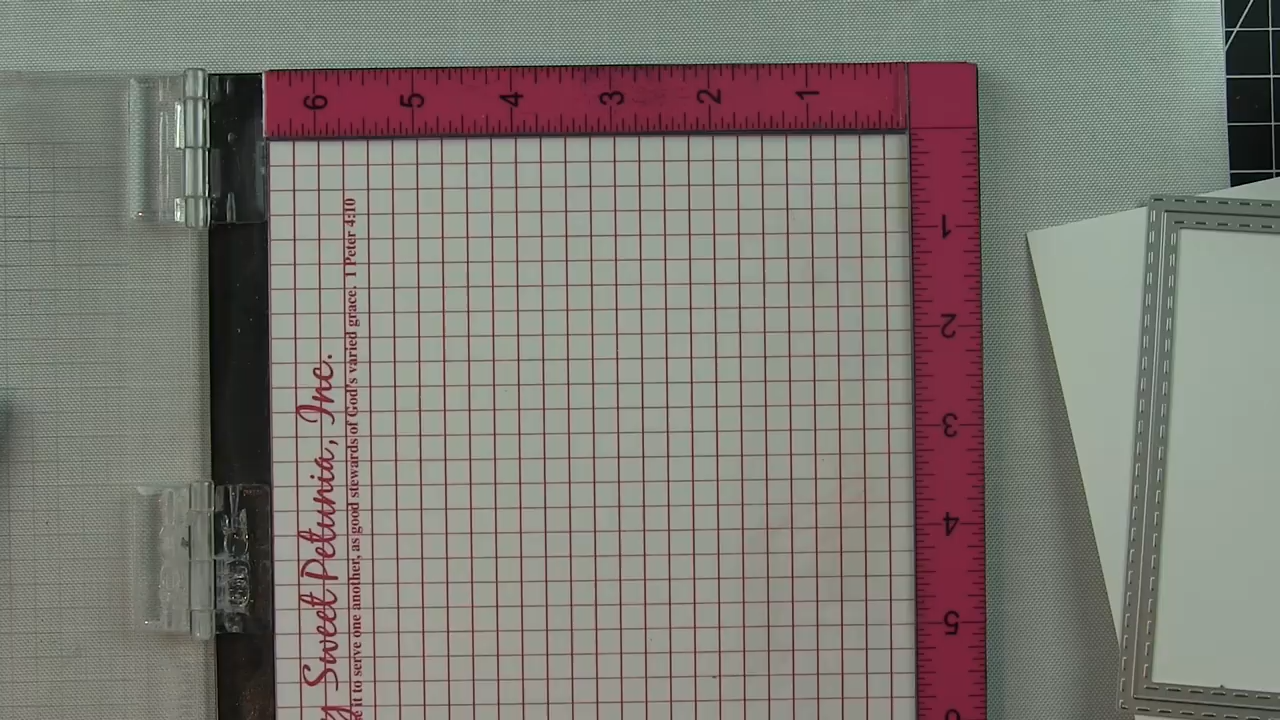 6 5 4 3 2 1
1
2
3
4
5
Sweet Petunia, Inc.
it to serve one another, as good stewards of God's varied grace. 1 Peter 4:10